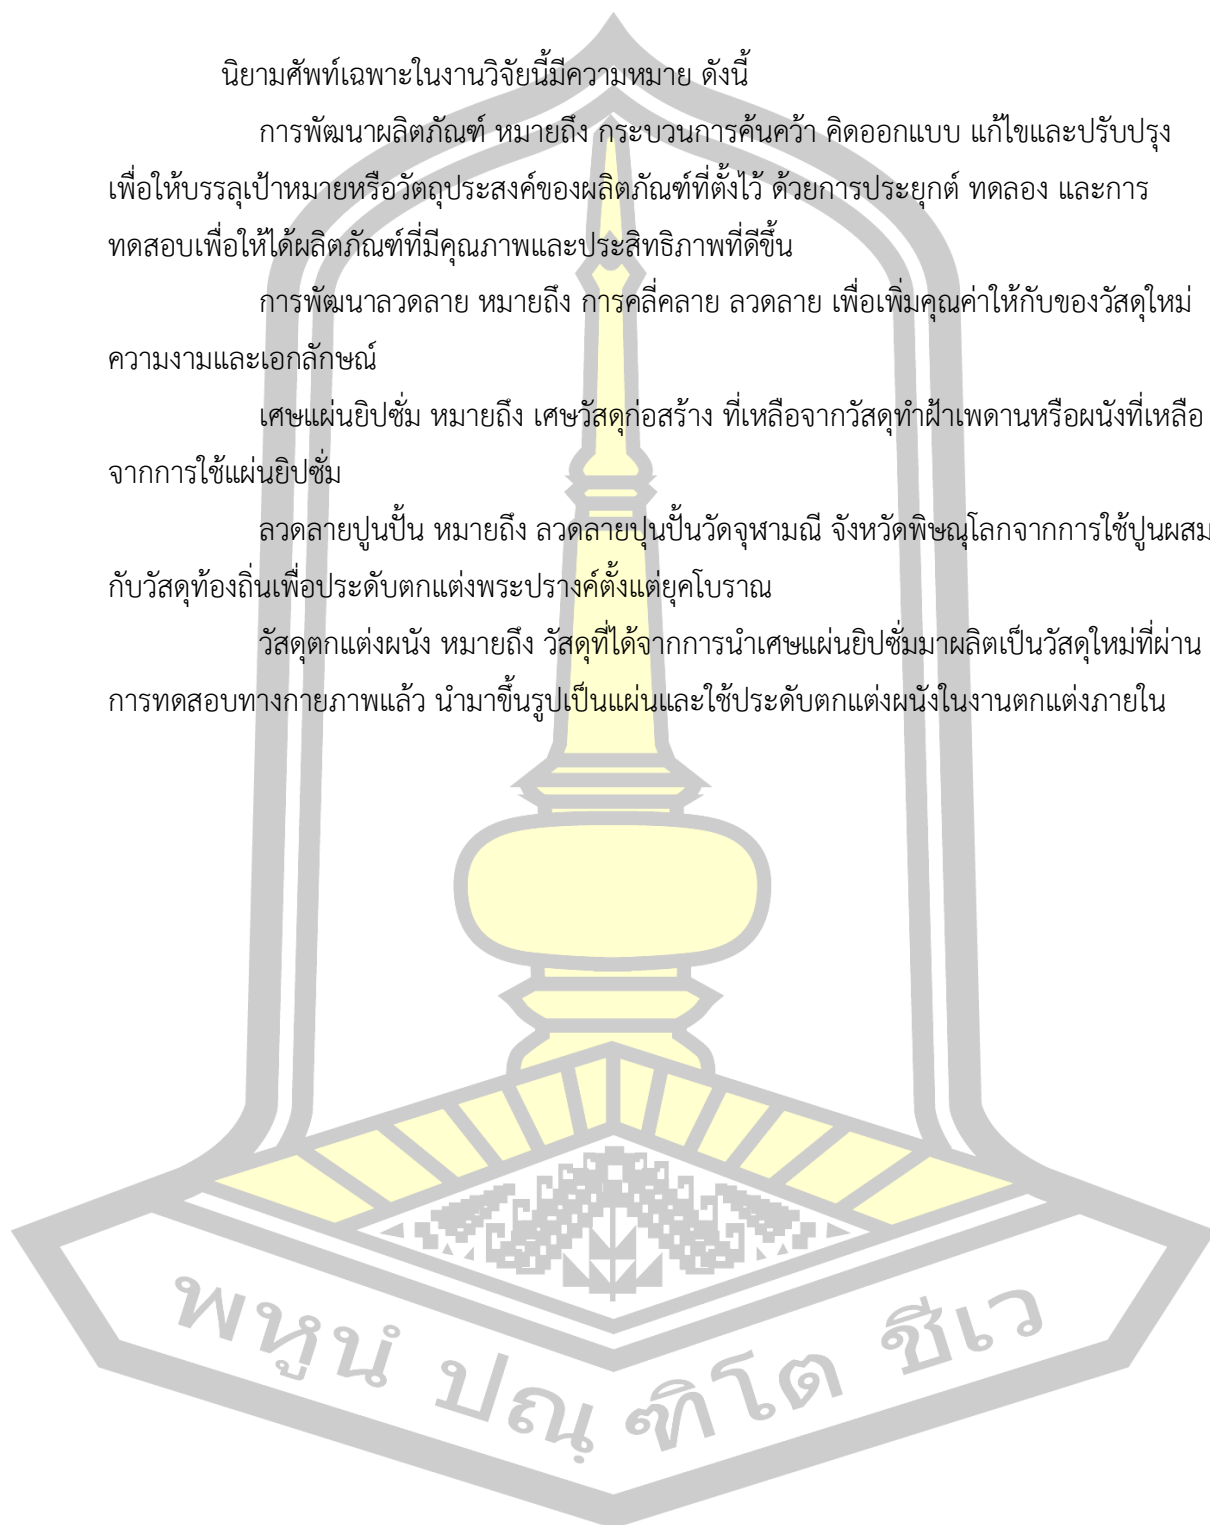 นิยามศัพท์เฉพาะในงานวิจัยนี้มีความหมาย ดังนี้
การพัฒนาผลิตภัณฑ์ หมายถึง กระบวนการค้นคว้า คิดออกแบบ แก้ไขและปรับปรุง
เพื่อให้บรรลุเป้าหมายหรือวัตถุประสงค์ของผลิตภัณฑ์ที่ตั้งไว้ ด้วยการประยุกต์ ทดลอง และการ
ทดสอบเพื่อให้ได้ผลิตภัณฑ์ที่มีคุณภาพและประสิทธิภาพที่ดีขึ้น
การพัฒนาลวดลาย หมายถึง การคลี่คลาย ลวดลาย เพื่อเพิ่มคุณค่าให้กับของวัสดุใหม่
ความงามและเอกลักษณ์
เศษแผ่นยิปซั่ม หมายถึง เศษวัสดุก่อสร้าง ที่เหลือจากวัสดุทำฝ้าเพดานหรือผนังที่เหลือ
จากการใช้แผ่นยิปซั่ม
ลวดลายปูนปั้น หมายถึง ลวดลายปุนปั้นวัดจุฬามณี จังหวัดพิษณุโลกจากการใช้ปูนผสม
กับวัสดุท้องถิ่นเพื่อประดับตกแต่งพระปรางค์ตั้งแต่ยุคโบราณ
วัสดุตกแต่งผนัง หมายถึง วัสดุที่ได้จากการนำเศษแผ่นยิปซั่มมาผลิตเป็นวัสดุใหม่ที่ผ่าน
การทดสอบทางกายภาพแล้ว นำมาขึ้นรูปเป็นแผ่นและใช้ประดับตกแต่งผนังในงานตกแต่งภายใน
พหูนํ ปณฺ ฑิโต ชีเว